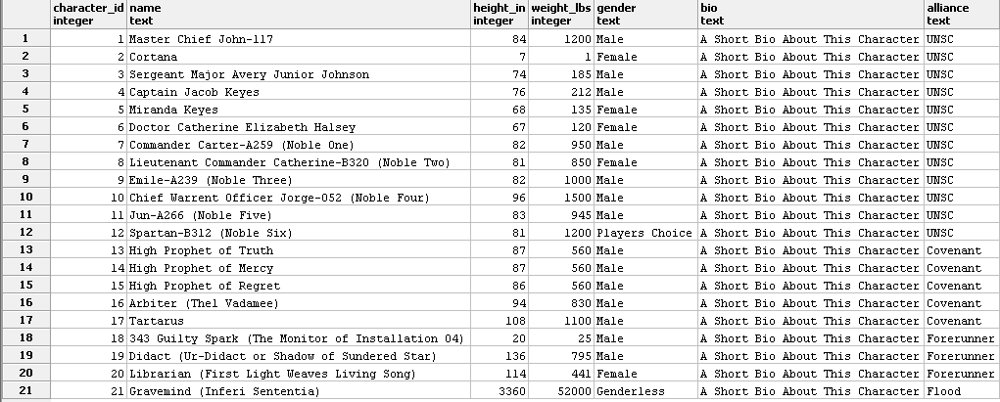 character_id name height_in weight_lbs gender bio alliance
integer text integer integer text text text
1 1 Master Chief John-117 84 1200 Male A Short Bio About This Character UNSC
2 2 Cortana 7 1 Female A Short Bio About This Character UNSC
3 3 Sergeant Major Avery Junior Johnson 74 185 Male A Short Bio About This Character UNSC
4 4 Captain Jacob Keyes 76 212 Male A Short Bio About This Character UNSC
5 5 Miranda Keyes 68 135 Female A Short Bio About This Character UNSC
6 6 Doctor Catherine Elizabeth Halsey 67 120 Female A Short Bio About This Character UNSC
7 7 Commander Carter-A259 (Noble One) 82 950 Male A Short Bio About This Character UNSC
8 8 Lieutenant Commander Catherine-B320 (Noble Two) 81 850 Female A Short Bio About This Character UNSC
9 9 Emile-A239 (Noble Three) 82 1000 Male A Short Bio About This Character UNSC
10 10 Chief Warrent Officer Jorge-052 (Noble Four) 96 1500 Male A Short Bio About This Character UNSC
11 11 Jun-A266 (Noble Five) 83 945 Male A Short Bio About This Character UNSC
12 12 Spartan-B312 (Noble Six) 81 1200 Players Choice A Short Bio About This Character UNSC
13 13 High Prophet of Truth 87 560 Male A Short Bio About This Character Covenant
14 14 High Prophet of Mercy 87 560 Male A Short Bio About This Character Covenant
15 15 High Prophet of Regret 86 560 Male A Short Bio About This Character Covenant
16 16 Arbiter (Thel Vadamee) 94 830 Male A Short Bio About This Character Covenant
17 17 Tartarus 108 1100 Male A Short Bio About This Character Covenant
18 18 343 Guilty Spark (The Monitor of Installation 04) 20 25 Male A Short Bio About This Character Forerunner
19 19 Didact (Ur-Didact or Shadow of Sundered Star) 136 795 Male A Short Bio About This Character Forerunner
20 20 Librarian (First Light Weaves Living Song) 114 441 Female A Short Bio About This Character Forerunner
21 21 Gravemind (Inferi Sententia) 3360 52000 Genderless A Short Bio About This Character Flood